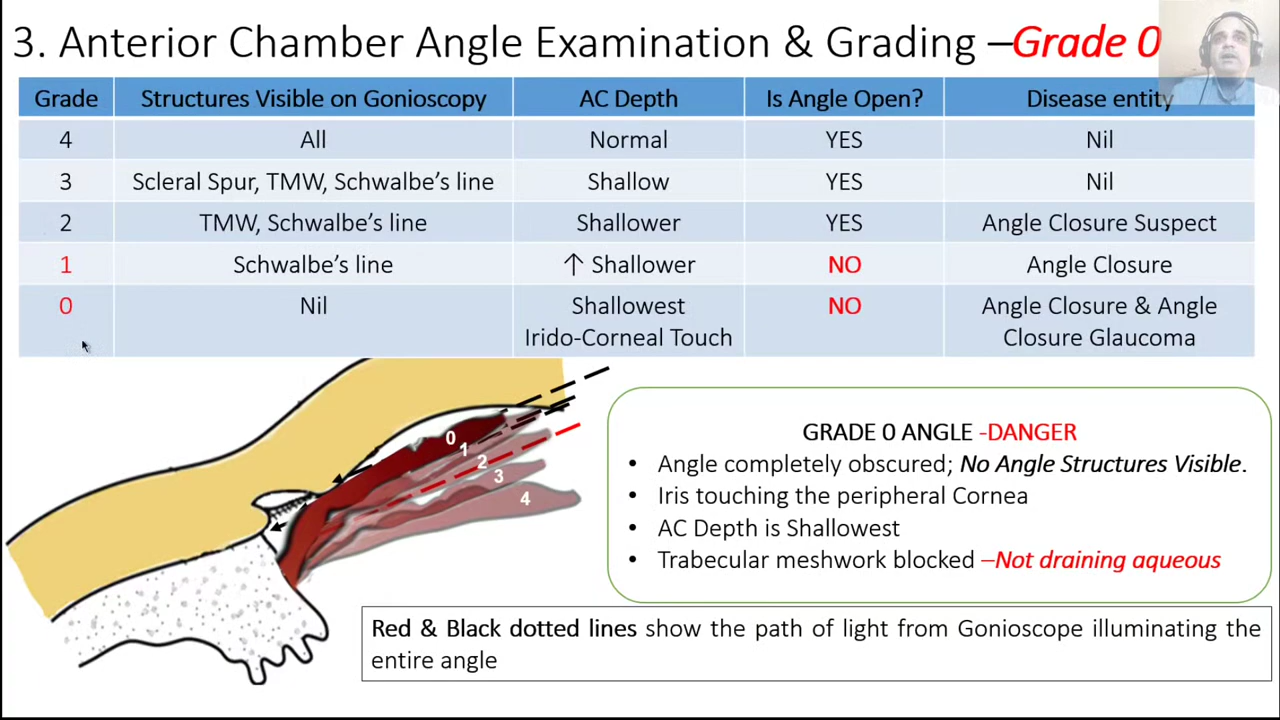 3. Anterior Chamber Angle Examination & Grading –Grade 0
Grade Structures Visible on Gonioscopy AC Depth Is Angle Open? Disease entity
4 All Normal YES Nil
3 Scleral Spur, TMW, Schwalbe's line Shallow YES Nil
2 TMW, Schwalbe's line Shallower YES Angle Closure Suspect
1 Schwalbe's line ↑ Shallower NO Angle Closure
0 Nil Shallowest NO Angle Closure & Angle
Irido-Corneal Touch Closure Glaucoma
0
1
2
3
4
GRADE 0 ANGLE -DANGER
• Angle completely obscured; No Angle Structures Visible.
• Iris touching the peripheral Cornea
• AC Depth is Shallowest
• Trabecular meshwork blocked –Not draining aqueous
Red & Black dotted lines show the path of light from Gonioscope illuminating the
entire angle